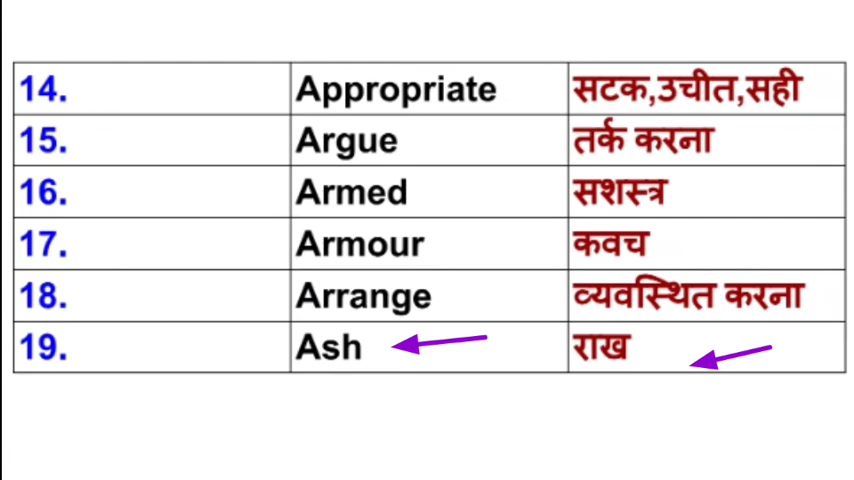 14. Appropriate सटक,उचीत,सही
15. Argue तर्क करना
16. Armed सशस्त्र
17. Armour कवच
18. Arrange व्यवस्थित करना
19. Ash राख